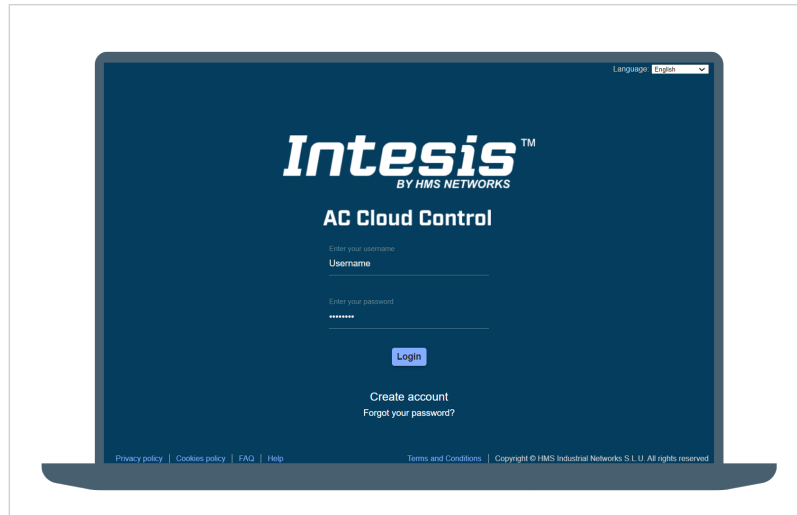 Language: English
Intesis™
BY HMS NETWORKS
AC Cloud Control
Enter your username
Username
Enter your password
••••••••
Login
Create account
Forgot your password?
Privacy policy | Cookies policy | FAQ | Help Terms and Conditions | Copyright © HMS Industrial Networks S.L.U. All rights reserved